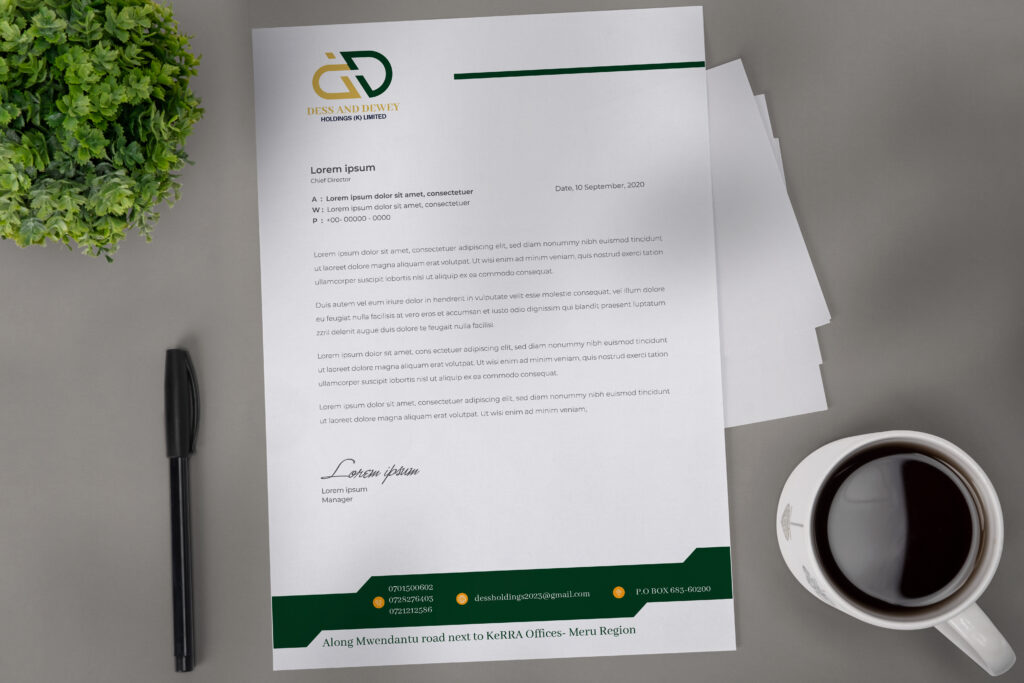 DESS AND DEWEY
HOLDINGS (K) LIMITED
Lorem ipsum
Chief Director
A : Lorem ipsum dolor sit amet, consectetuer
W : Lorem ipsum dolor sit amet, consectetuer
P : +00- 00000 - 0000
Date, 10 September, 2020
Lorem ipsum dolor sit amet, consectetuer adipiscing elit, sed diam nonummy nibh euismod tincidunt
ut laoreet dolore magna aliquam erat volutpat. Ut wisi enim ad minim veniam, quis nostrud exerci tation
ullamcorper suscipit lobortis nisl ut aliquip ex ea commodo consequat.
Duis autem vel eum iriure dolor in hendrerit in vulputate velit esse molestie consequat, vel illum dolore
eu feugiat nulla facilisis at vero eros et accumsan et iusto odio dignissim qui blandit praesent luptatum
zzril delenit augue duis dolore te feugait nulla facilisi.
Lorem ipsum dolor sit amet, cons ectetuer adipiscing elit, sed diam nonummy nibh euismod tincidunt
ut laoreet dolore magna aliquam erat volutpat. Ut wisi enim ad minim veniam, quis nostrud exerci tation
ullamcorper suscipit lobortis nisl ut aliquip ex ea commodo consequat.
Lorem ipsum dolor sit amet, consectetuer adipiscing elit, sed diam nonummy nibh euismod tincidunt
ut laoreet dolore magna aliquam erat volutpat. Ut wisi enim ad minim veniam,
Lorem ipsum
Lorem ipsum
Manager
0701500602
0728276403
0721212586
dessholdings2023@gmail.com
P.O BOX 683-60200
Along Mwendantu road next to KeRRA Offices- Meru Region